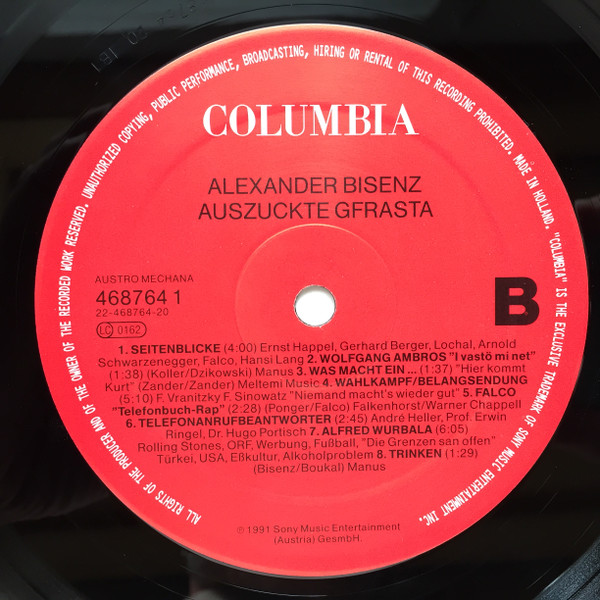 UNAUTHORIZED COPYING, PUBLIC PERFORMANCE, BROADCASTING, HIRING OR RENTAL OF THIS RECORDING PROHIBITED. MADE IN HOLLAND. "COLUMBIA" IS THE EXCLUSIVE TRADEMARK OF SONY MUSIC ENTERTAINMENT INC.
ALL RIGHTS OF THE PRODUCER AND OF THE OWNER OF THE RECORDED WORK RESERVED.
COLUMBIA
ALEXANDER BISENZ
AUSZUCKTE GFRASTA
AUSTRO MECHANA
468764 1
22-468764-20
LC 0162
B
1. SEITENBLICKE (4:00) Ernst Happel, Gerhard Berger, Lochal, Arnold
Schwarzenegger, Falco, Hansi Lang 2. WOLFGANG AMBROS "I vastö mi net"
(1:38) (Koller/Dzikowski) Manus 3. WAS MACHT EIN ... (1:37) "Hier kommt
Kurt" (Zander/Zander) Meltemi Music 4. WAHLKAMPF/BELANGSENDUNG
(5:10) F. Vranitzky F. Sinowatz "Niemand macht's wieder gut" 5. FALCO
"Telefonbuch-Rap" (2:28) (Ponger/Falco) Falkenhorst/Warner Chappell
6. TELEFONANRUFBEANTWORTER (2:45) André Heller, Prof. Erwin
Ringel, Dr. Hugo Portisch 7. ALFRED WURBALA (6:05)
Rolling Stones, ORF, Werbung, Fußball, "Die Grenzen san offen"
Türkei, USA, Eßkultur, Alkoholproblem 8. TRINKEN (1:29)
(Bisenz/Boukal) Manus
℗ 1991 Sony Music Entertainment
(Austria) GesmbH.